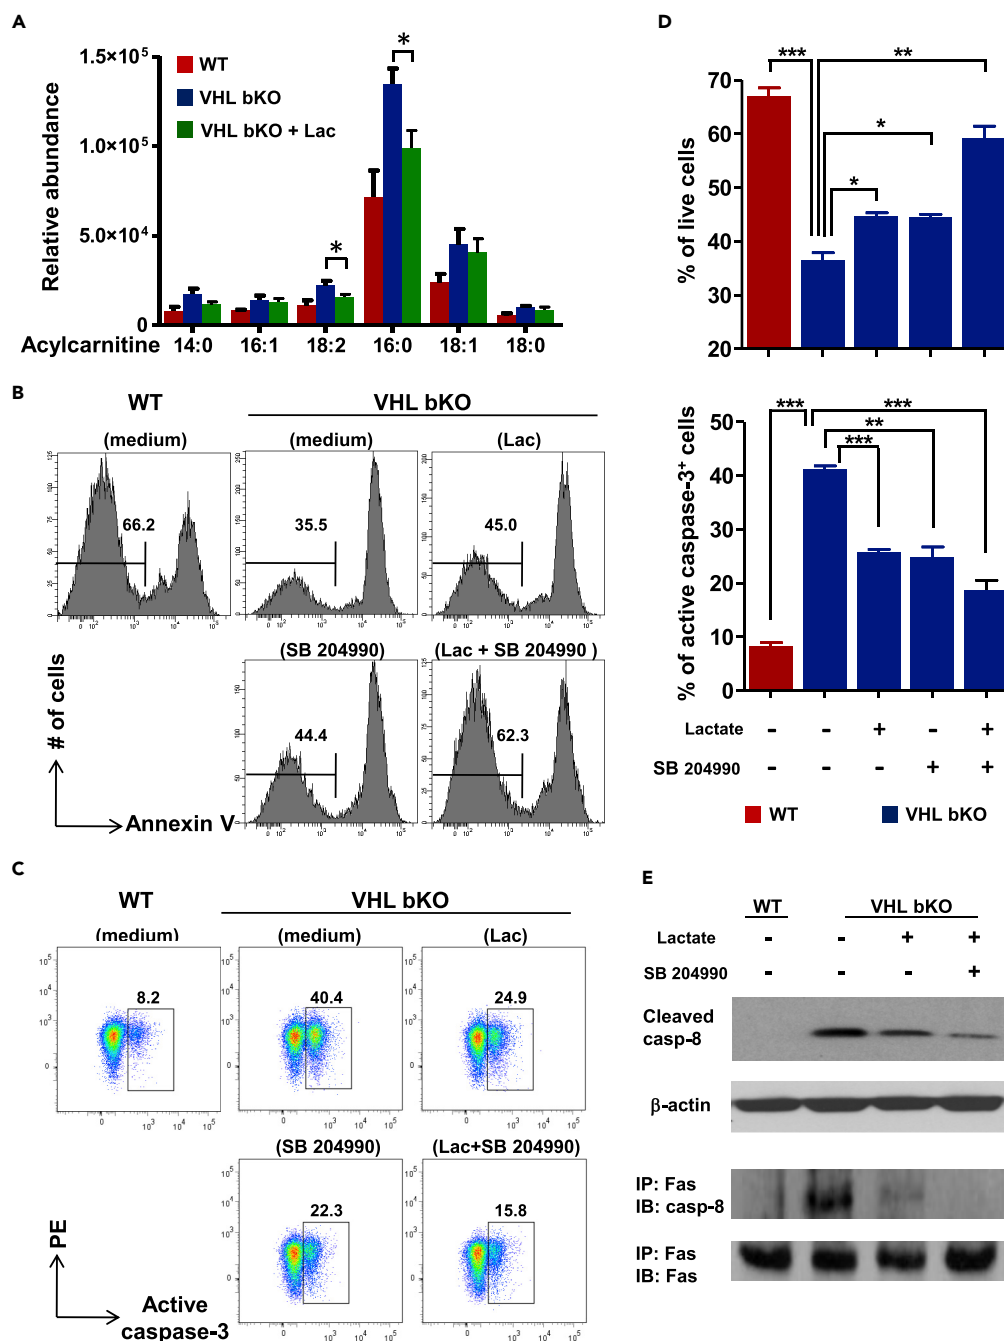 A
1.5×10⁵
1.0×10⁵
5.0×10⁴
0
Relative abundance
WT
VHL bKO
VHL bKO + Lac
*
*
Acylcarnitine 14:0 16:1 18:2 16:0 18:1 18:0
B
WT VHL bKO
(medium) (medium) (Lac)
66.2 35.5 45.0
(SB 204990) (Lac + SB 204990 )
44.4 62.3
# of cells
Annexin V
C
WT VHL bKO
(medium) (medium) (Lac)
8.2 40.4 24.9
(SB 204990) (Lac+SB 204990)
22.3 15.8
PE
Active
caspase-3
D
*** **
*
*
70
60
50
40
30
20
% of live cells
*** ***
**
***
50
40
30
20
10
0
% of active caspase-3⁺ cells
Lactate - - + - +
SB 204990 - - - + +
WT VHL bKO
E
WT VHL bKO
Lactate - - + +
SB 204990 - - - +
Cleaved
casp-8
β-actin
IP: Fas
IB: casp-8
IP: Fas
IB: Fas